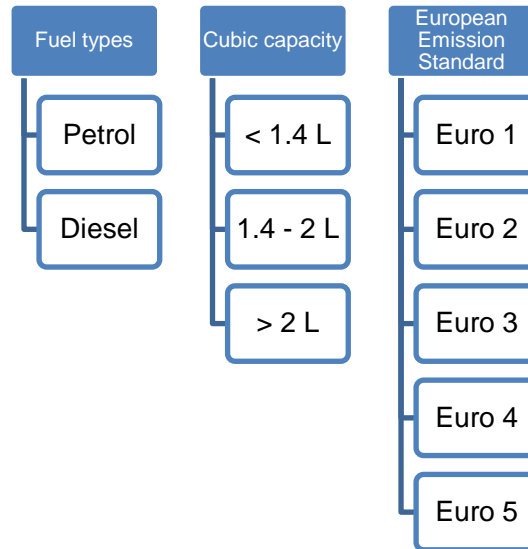 Fuel types
Petrol
Diesel
Cubic capacity
< 1.4 L
1.4 - 2 L
> 2 L
European
Emission
Standard
Euro 1
Euro 2
Euro 3
Euro 4
Euro 5